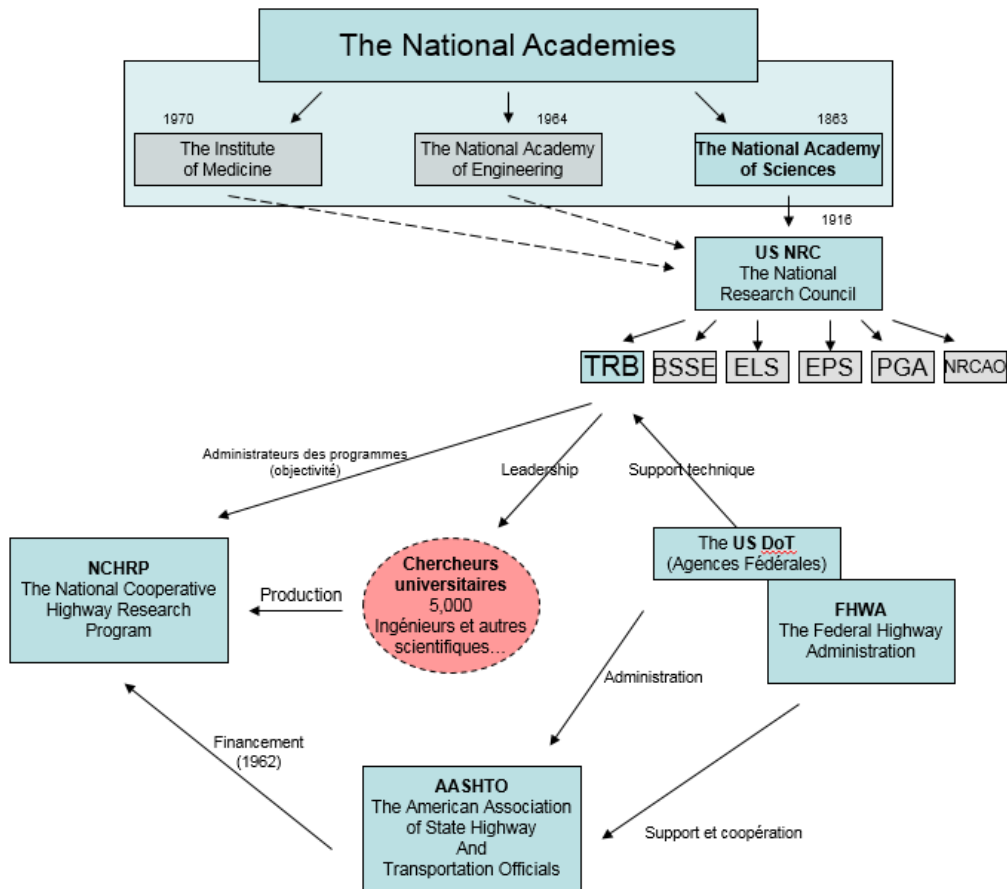 The National Academies
1970
1964
1863
The Institute
of Medicine
The National Academy
of Engineering
The National Academy
of Sciences
1916
US NRC
The National
Research Council
TRB
BSSE
ELS
EPS
PGA
NRCAO
Administrateurs des programmes
(objectivité)
Leadership
Support technique
NCHRP
The National Cooperative
Highway Research
Program
Production
Chercheurs
universitaires
5,000
Ingénieurs et autres
scientifiques...
The US DoT
(Agences Fédérales)
FHWA
The Federal Highway
Administration
Administration
Financement
(1962)
AASHTO
The American Association
of State Highway
And
Transportation Officials
Support et coopération